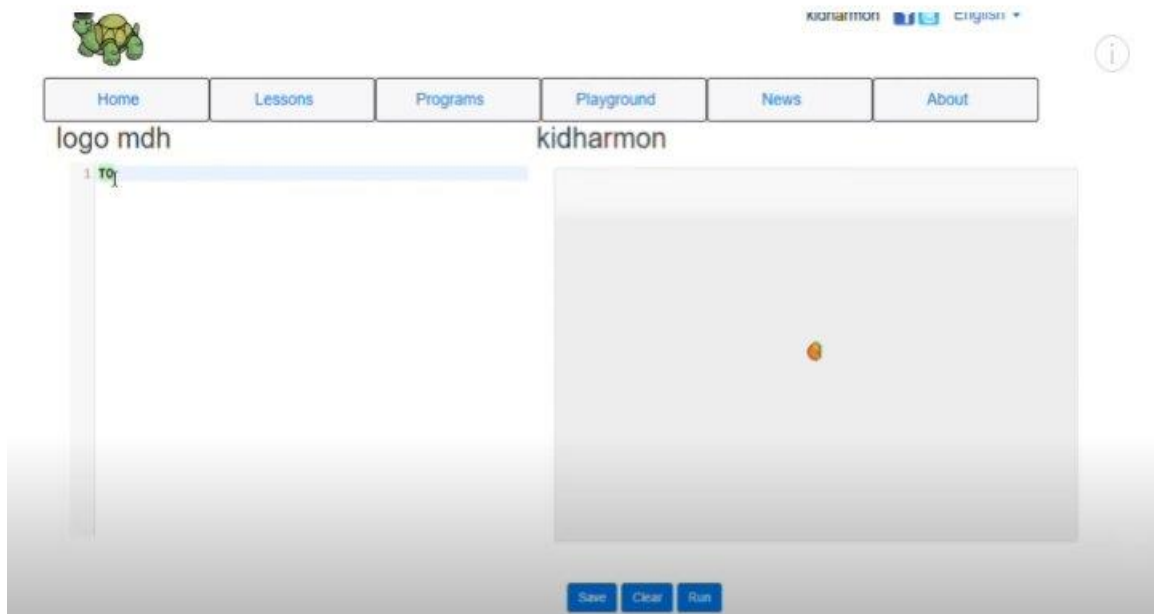 kidharmon English
Home Lessons Programs Playground News About
logo mdh kidharmon
1 TO
Save Clear Run